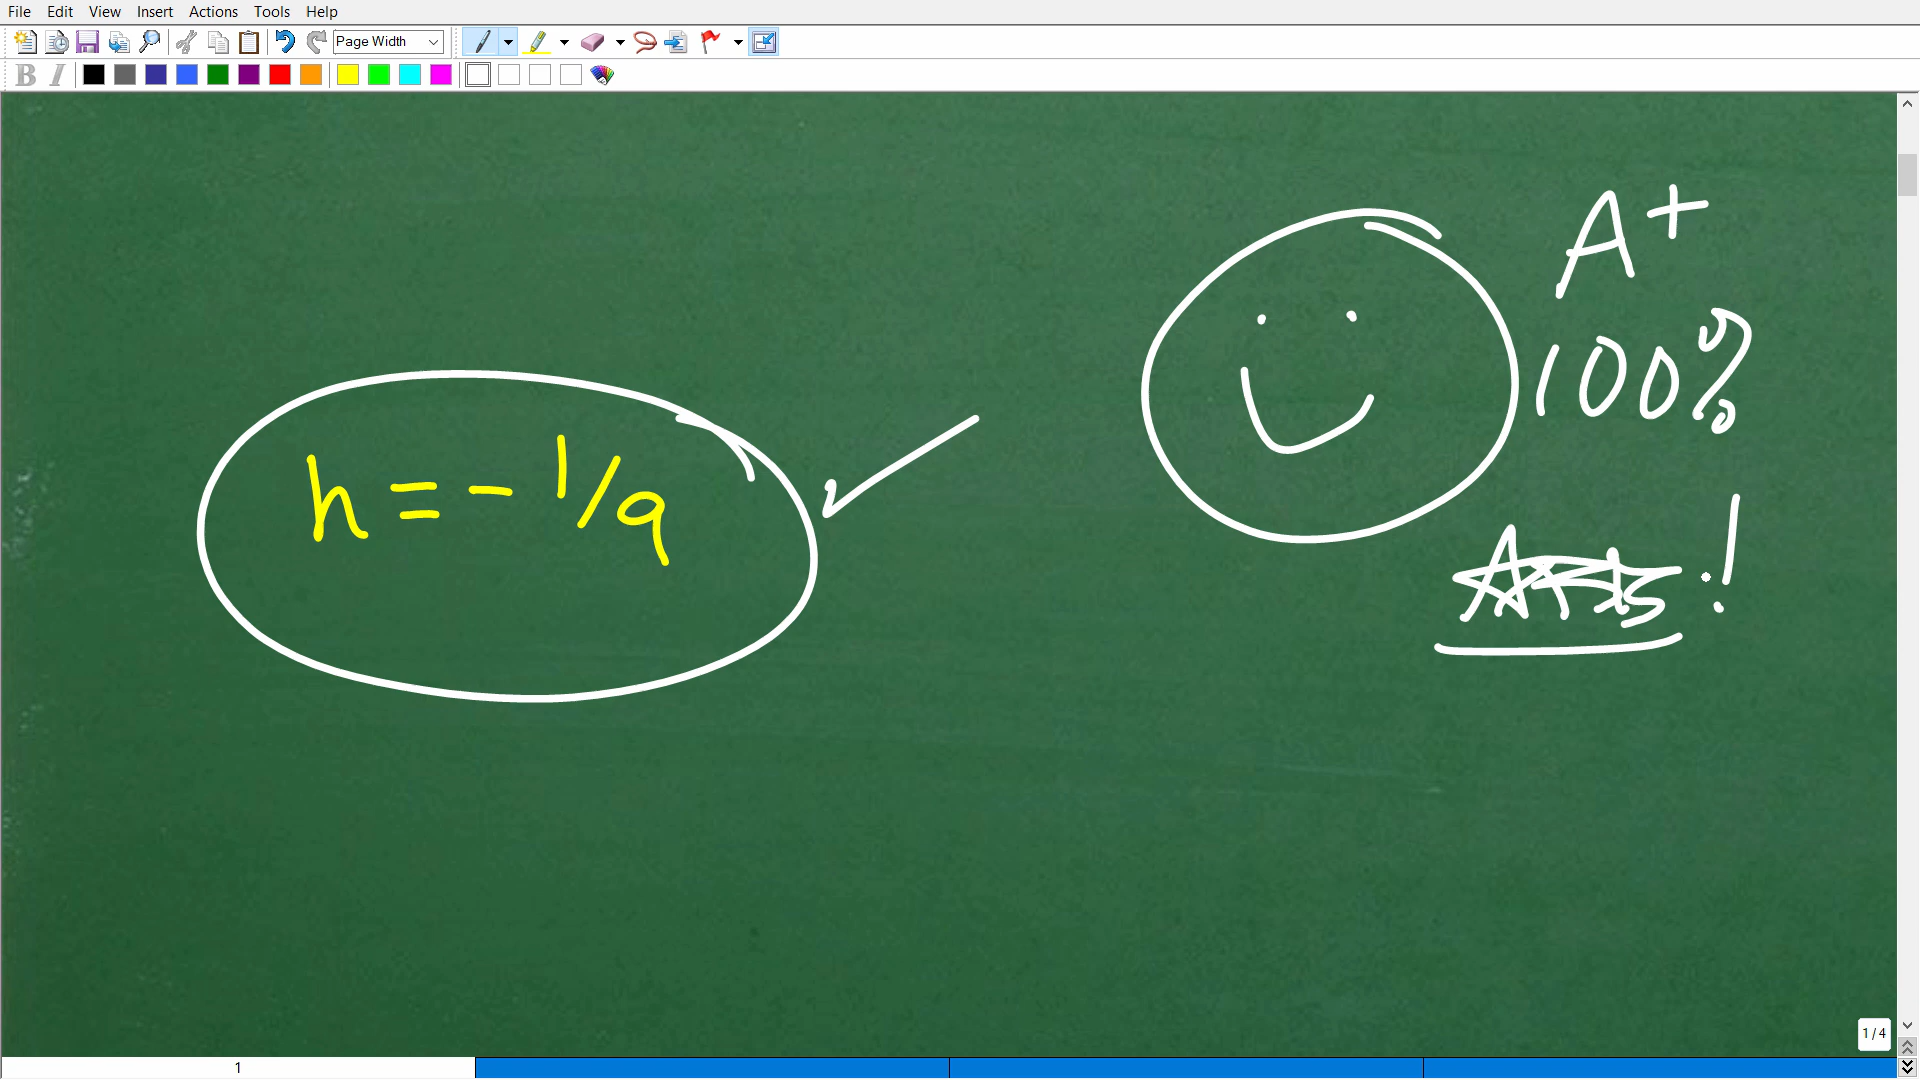 File Edit View Insert Actions Tools Help
Page Width
B I
A+
100%
h = - 1/9
!
1 / 4
1